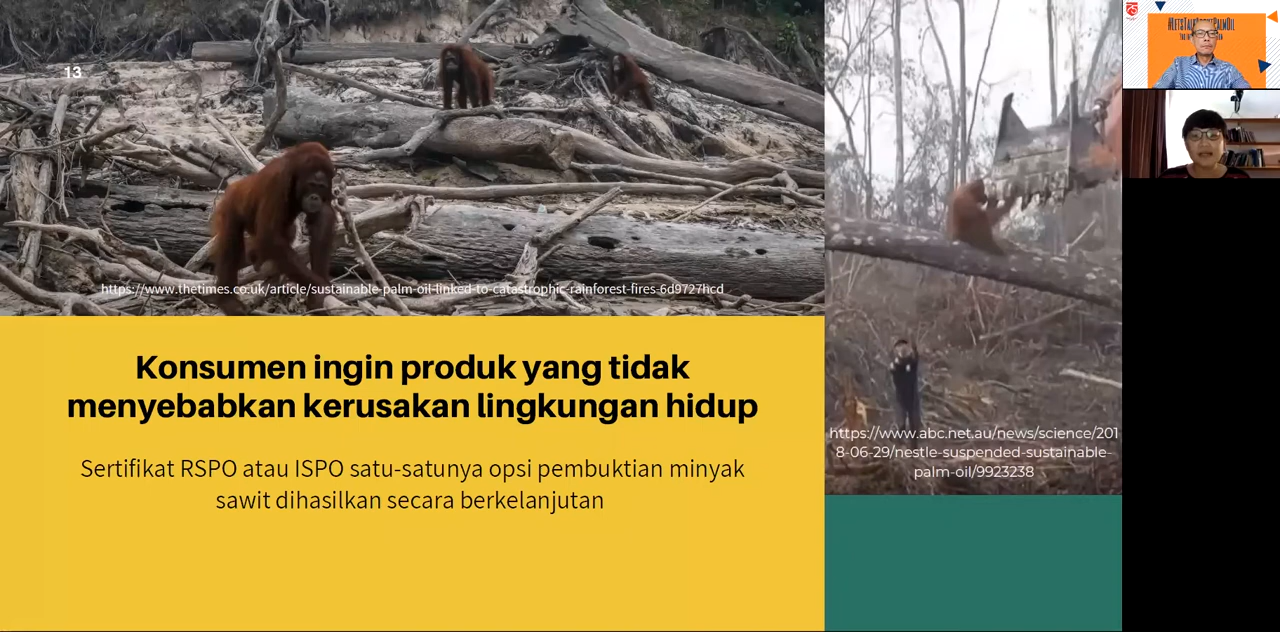 13
https://www.thetimes.co.uk/article/sustainable-palm-oil-linked-to-catastrophic-rainforest-fires-6d9727hcd
Konsumen ingin produk yang tidak
menyebabkan kerusakan lingkungan hidup
Sertifikat RSPO atau ISPO satu-satunya opsi pembuktian minyak
sawit dihasilkan secara berkelanjutan
https://www.abc.net.au/news/science/201
8-06-29/nestle-suspended-sustainable-
palm-oil/9923238